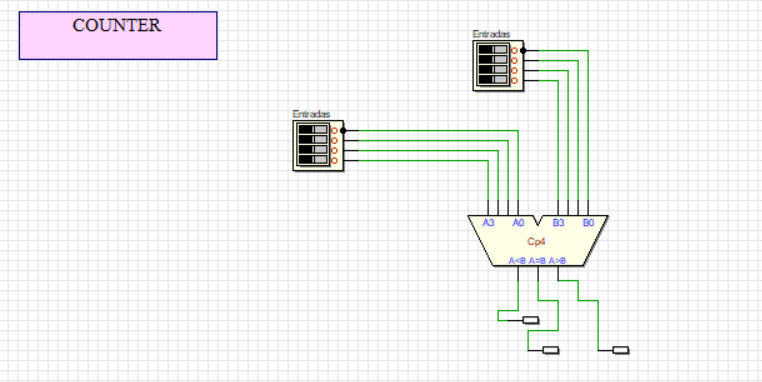 COUNTER
Entradas
Entradas
A3 A0 B3 B0
Cp4
A<B A=B A>B